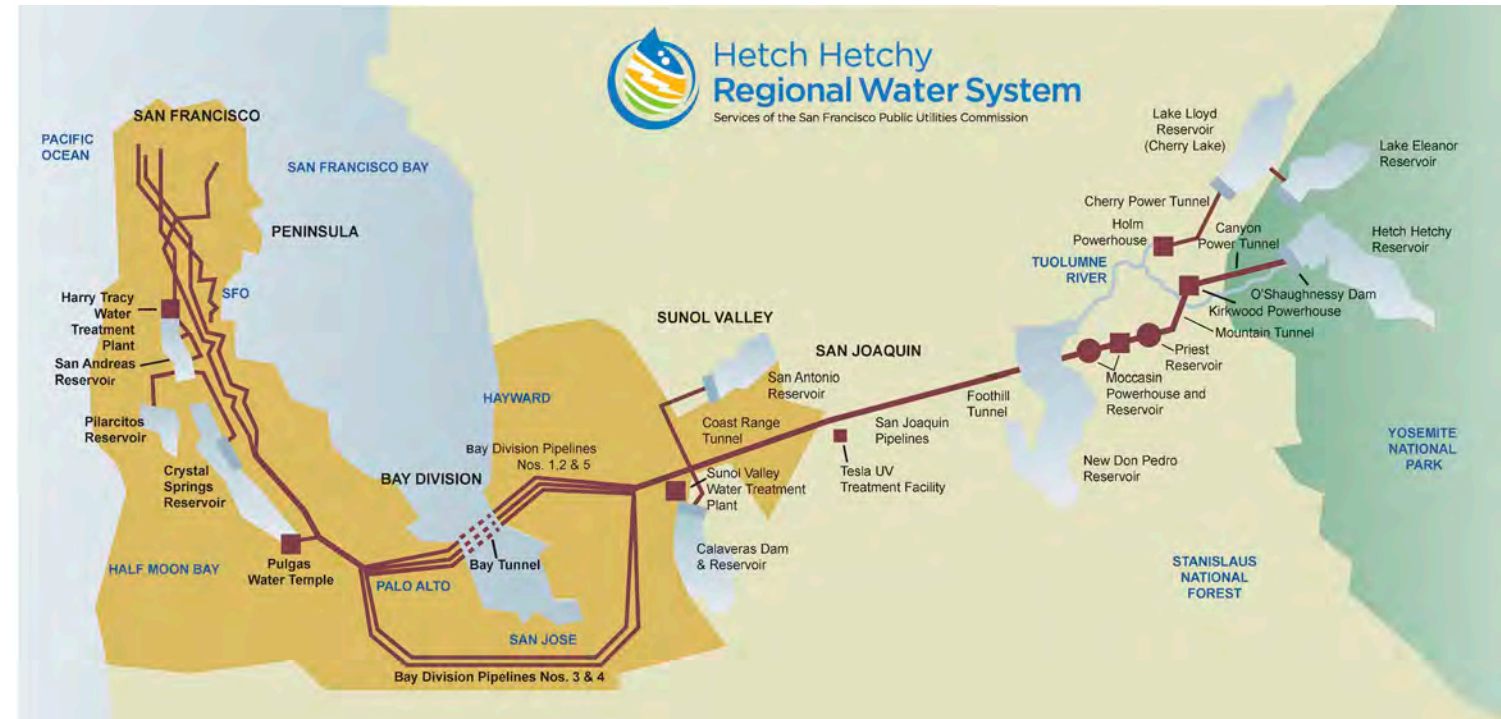 Hetch Hetchy
Regional Water System
Services of the San Francisco Public Utilities Commission
SAN FRANCISCO
PACIFIC
OCEAN
SAN FRANCISCO BAY
PENINSULA
SFO
Harry Tracy
Water
Treatment
Plant
San Andreas
Reservoir
Pilarcitos
Reservoir
Crystal
Springs
Reservoir
HALF MOON BAY
Pulgas
Water Temple
PALO ALTO
BAY DIVISION
HAYWARD
Bay Division Pipelines
Nos. 1,2 & 5
Bay Tunnel
SAN JOSE
Bay Division Pipelines Nos. 3 & 4
SUNOL VALLEY
San Antonio
Reservoir
Coast Range
Tunnel
Sunol Valley
Water Treatment
Plant
Calaveras Dam
& Reservoir
SAN JOAQUIN
San Joaquin
Pipelines
Tesla UV
Treatment Facility
Foothill
Tunnel
New Don Pedro
Reservoir
TUOLUMNE
RIVER
Lake Lloyd
Reservoir
(Cherry Lake)
Lake Eleanor
Reservoir
Cherry Power Tunnel
Holm
Powerhouse
Canyon
Power Tunnel
Hetch Hetchy
Reservoir
O'Shaughnessy Dam
Kirkwood Powerhouse
Mountain Tunnel
Priest
Reservoir
Moccasin
Powerhouse and
Reservoir
YOSEMITE
NATIONAL
PARK
STANISLAUS
NATIONAL
FOREST